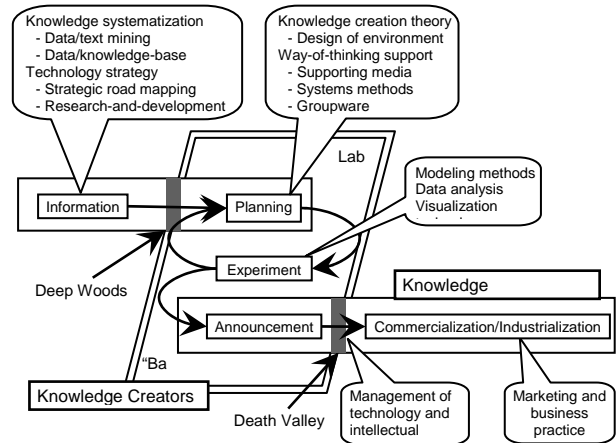 Knowledge systematization
- Data/text mining
- Data/knowledge-base
Technology strategy
- Strategic road mapping
- Research-and-development
Knowledge creation theory
- Design of environment
Way-of-thinking support
- Supporting media
- Systems methods
- Groupware
Lab
Modeling methods
Data analysis
Visualization
Information
Planning
Experiment
Deep Woods
Knowledge
Announcement
Commercialization/Industrialization
“Ba
Knowledge Creators
Death Valley
Management of
technology and
intellectual
Marketing and
business
practice